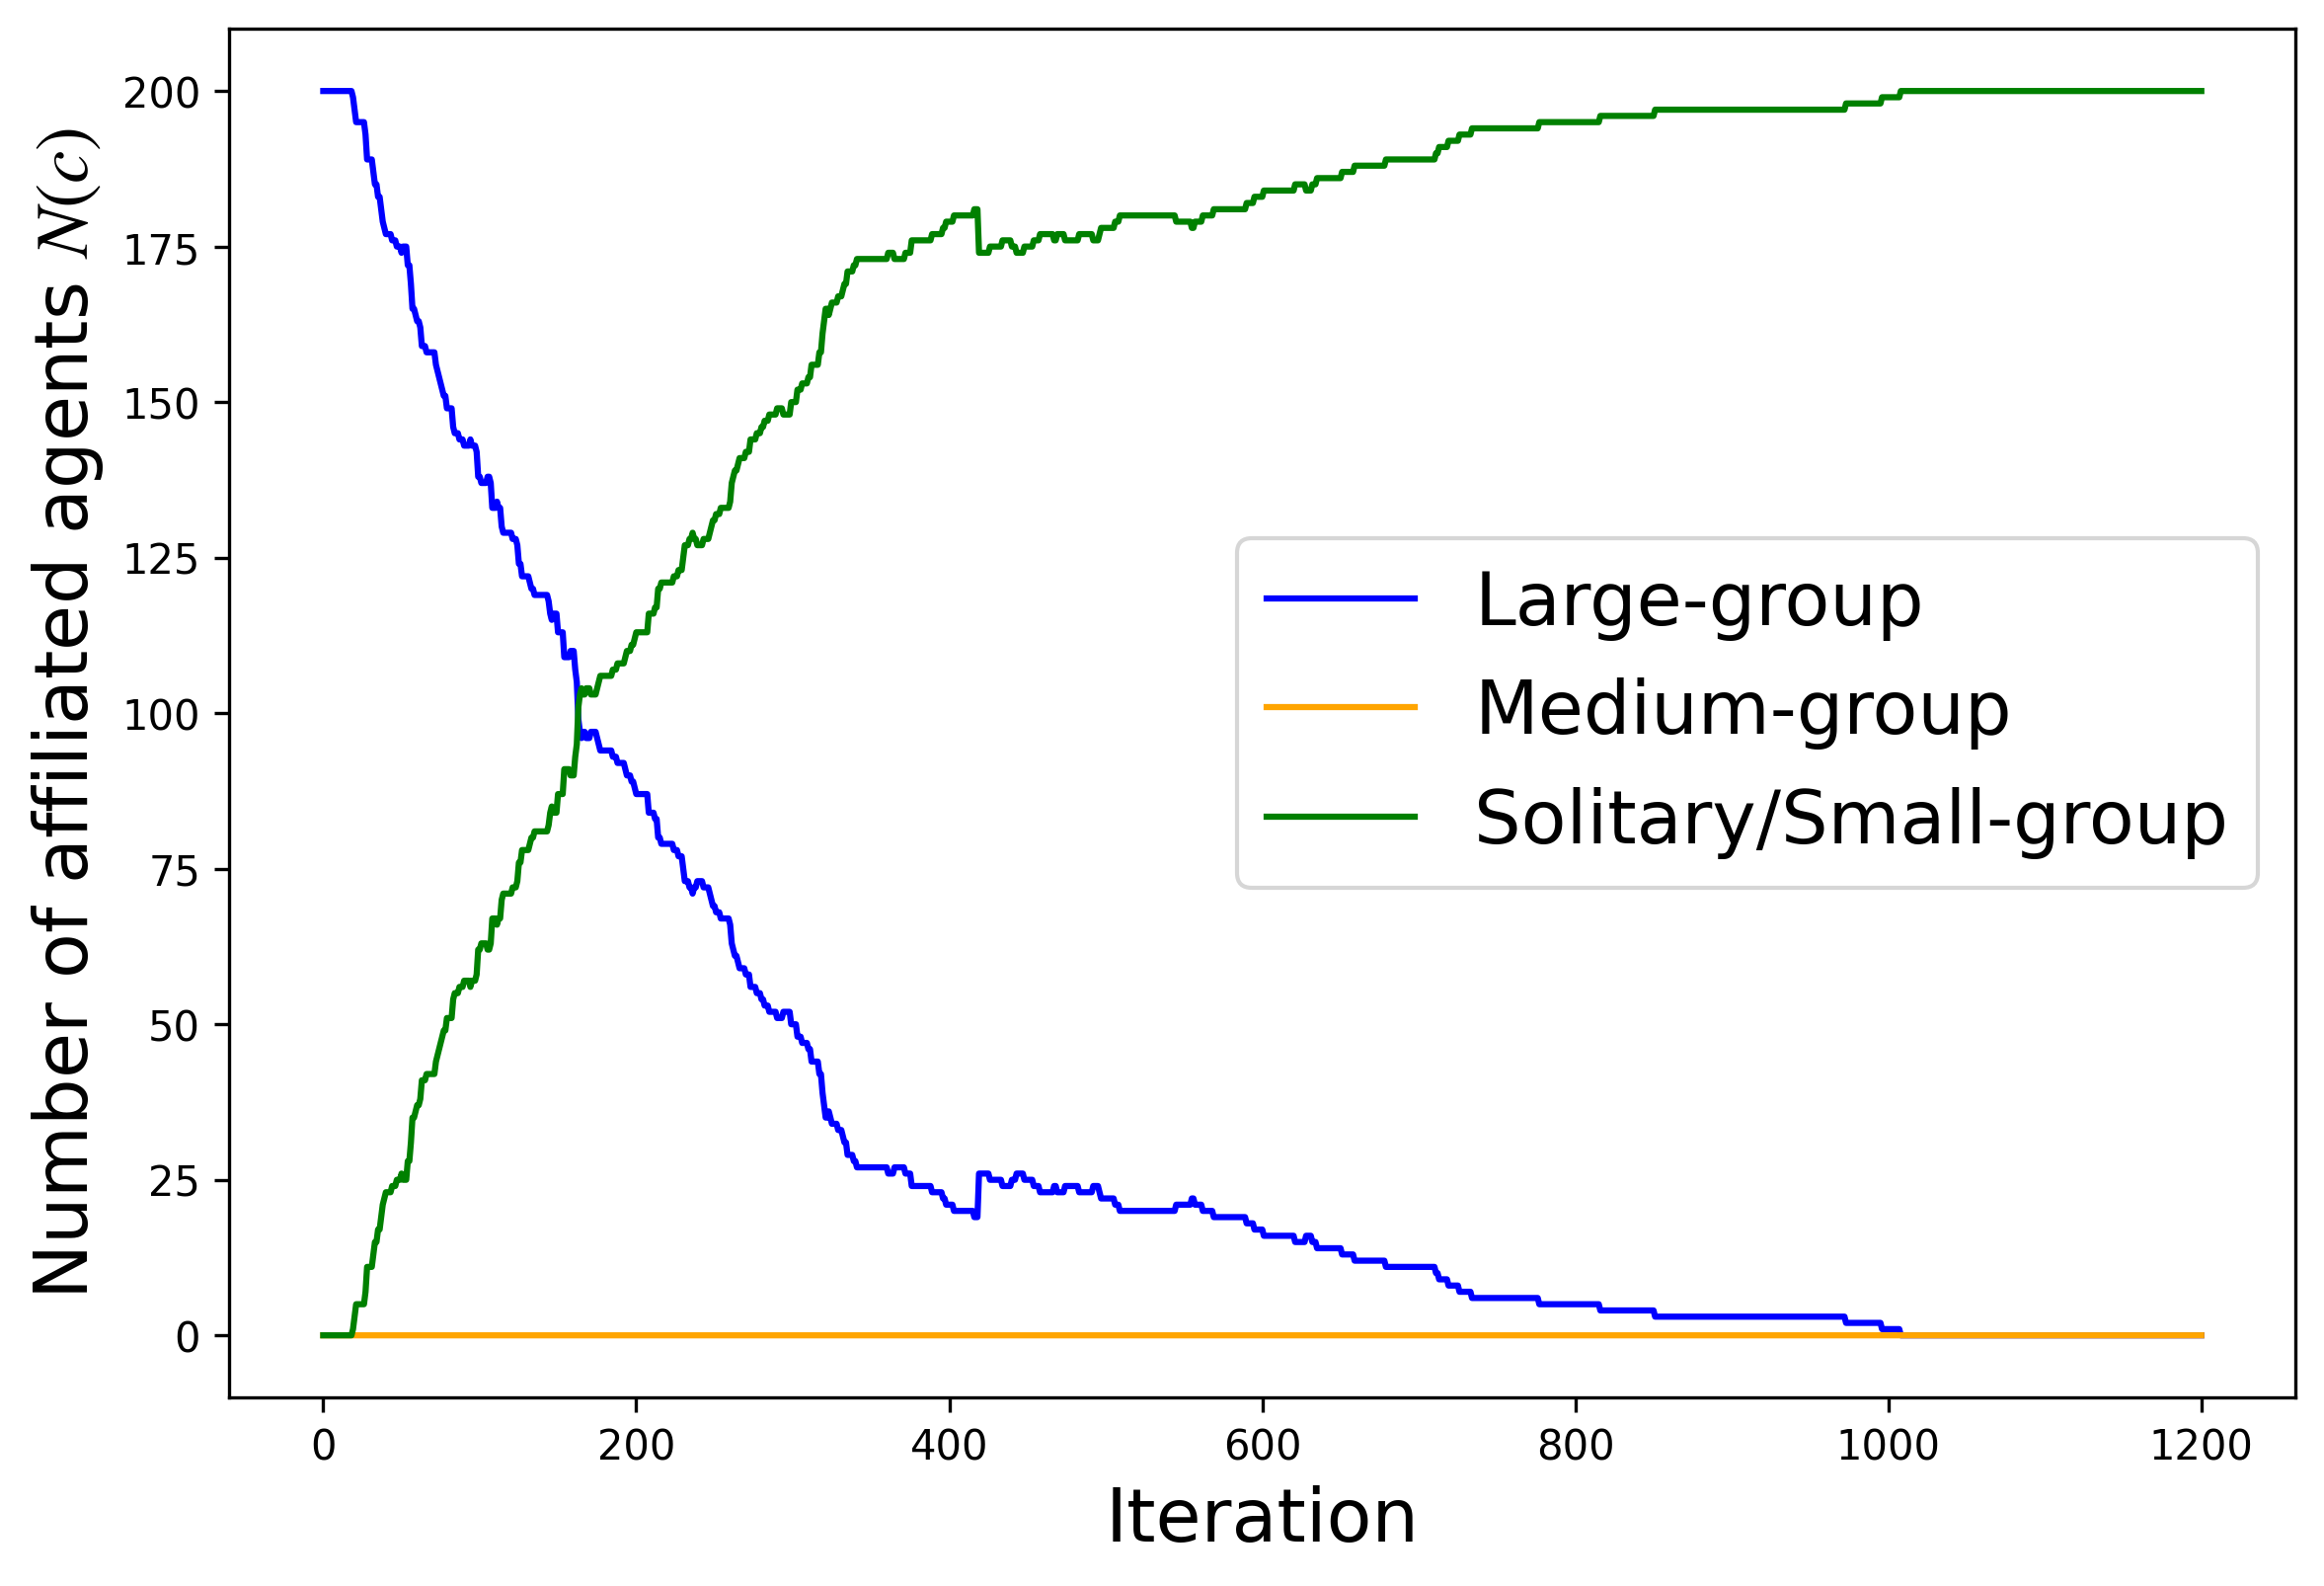 Number of affiliated agents N(c)
200
175
150
125
100
75
50
25
0
Large-group
Medium-group
Solitary/Small-group
0 200 400 600 800 1000 1200
Iteration